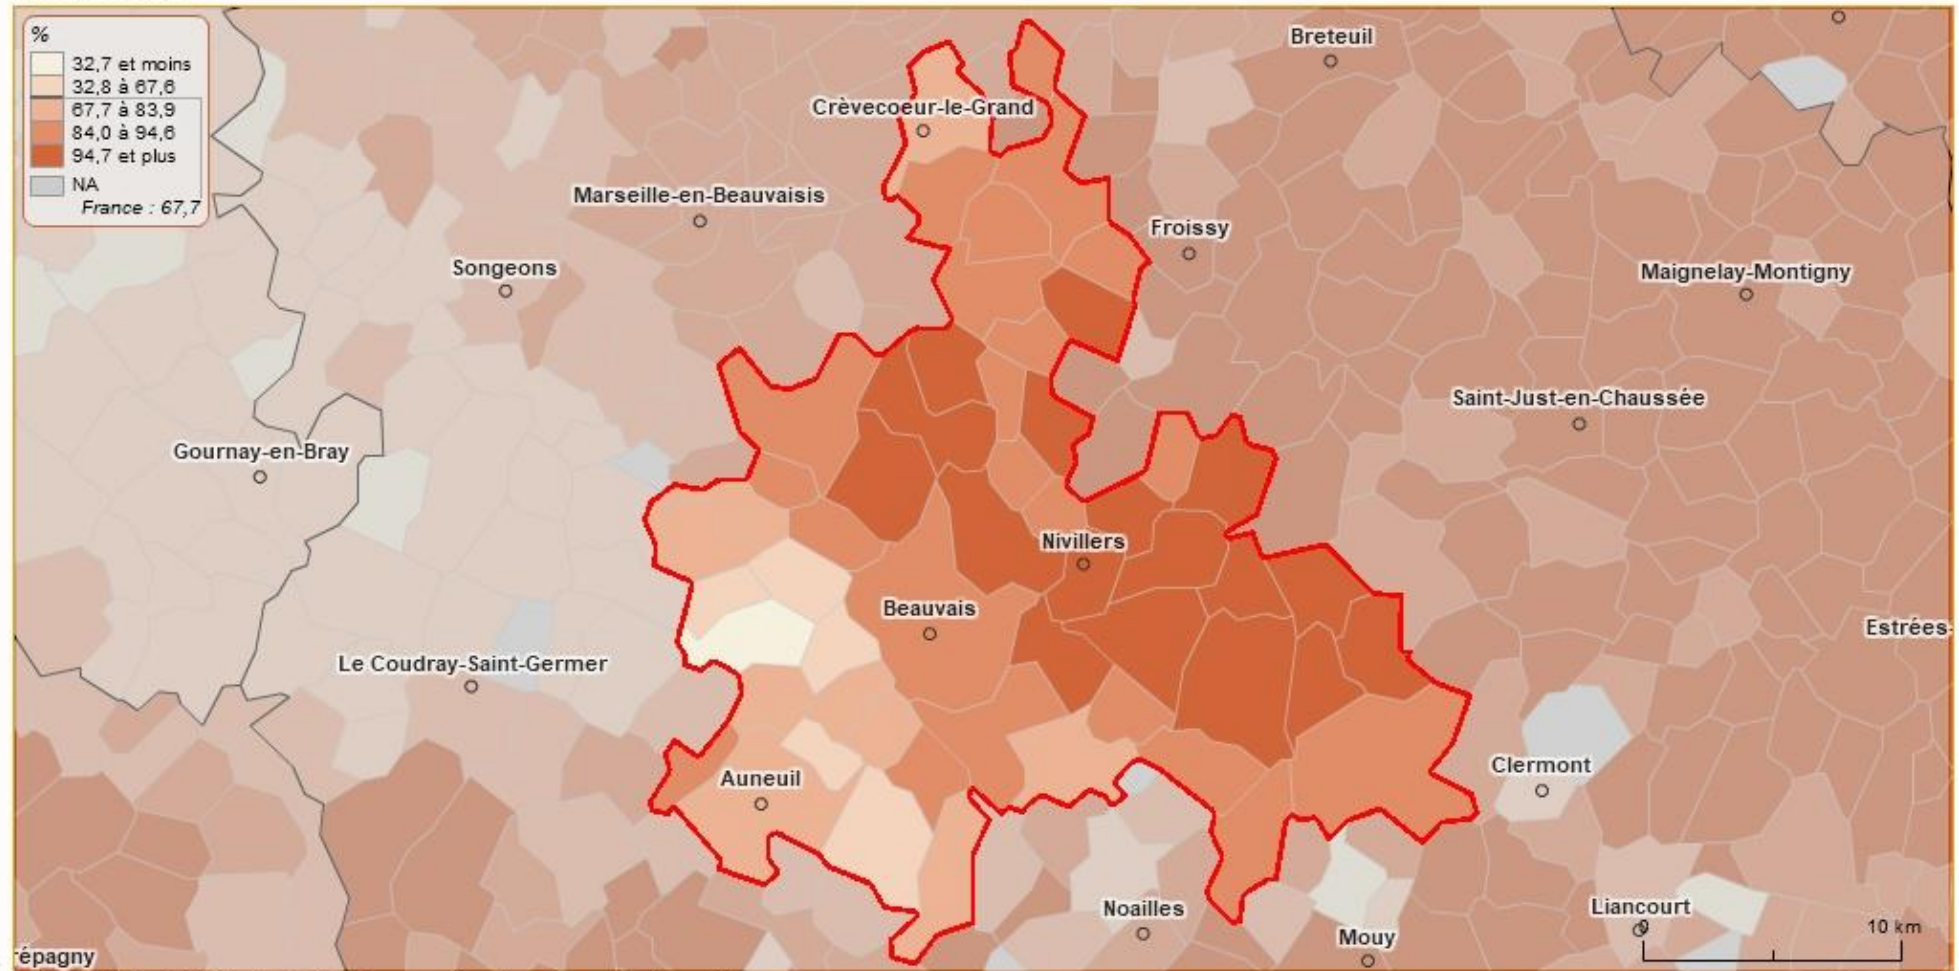 %
32,7 et moins
32,8 à 67,6
67,7 à 83,9
84,0 à 94,6
94,7 et plus
NA
France : 67,7
Breteuil
Crèvecoeur-le-Grand
Marseille-en-Beauvaisis
Froissy
Songeons
Maignelay-Montigny
Saint-Just-en-Chaussée
Gournay-en-Bray
Nivillers
Beauvais
Estrées-
Le Coudray-Saint-Germer
Clermont
Auneuil
Noailles
Liancourt
0 10 km
Mouy
répagny